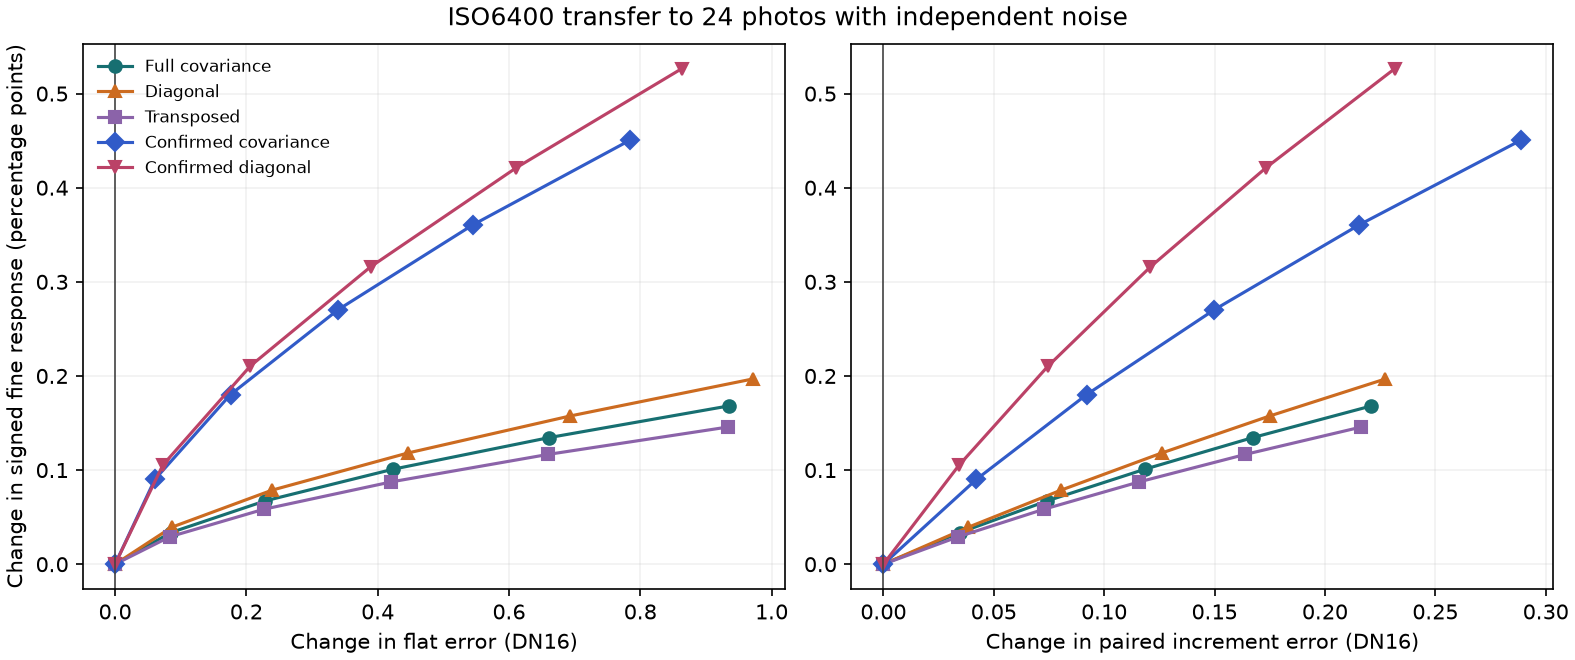 ISO6400 transfer to 24 photos with independent noise
Change in signed fine response (percentage points)
0.5
0.4
0.3
0.2
0.1
0.0
Full covariance
Diagonal
Transposed
Confirmed covariance
Confirmed diagonal
0.0 0.2 0.4 0.6 0.8 1.0
Change in flat error (DN16)
0.5
0.4
0.3
0.2
0.1
0.0
0.00 0.05 0.10 0.15 0.20 0.25 0.30
Change in paired increment error (DN16)